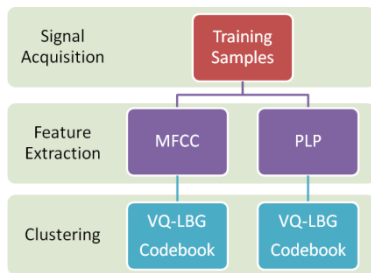 Signal
Acquisition
Training
Samples
Feature
Extraction
MFCC
PLP
Clustering
VQ-LBG
Codebook
VQ-LBG
Codebook